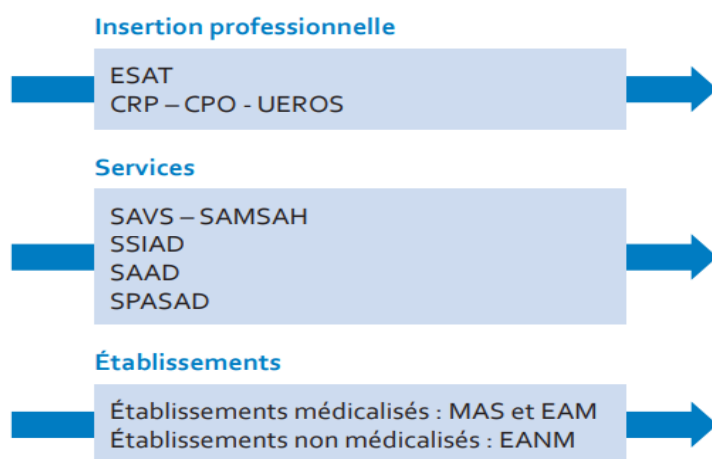 Insertion professionnelle
ESAT
CRP – CPO - UEROS
Services
SAVS – SAMSAH
SSIAD
SAAD
SPASAD
Établissements
Établissements médicalisés : MAS et EAM
Établissements non médicalisés : EANM